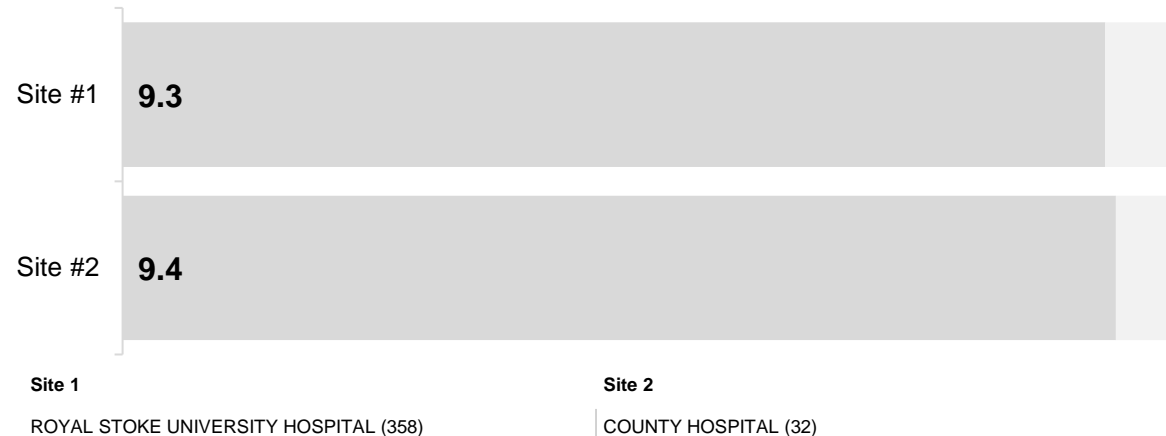 Site #1 9.3
Site #2 9.4
Site 1 Site 2
ROYAL STOKE UNIVERSITY HOSPITAL (358) COUNTY HOSPITAL (32)